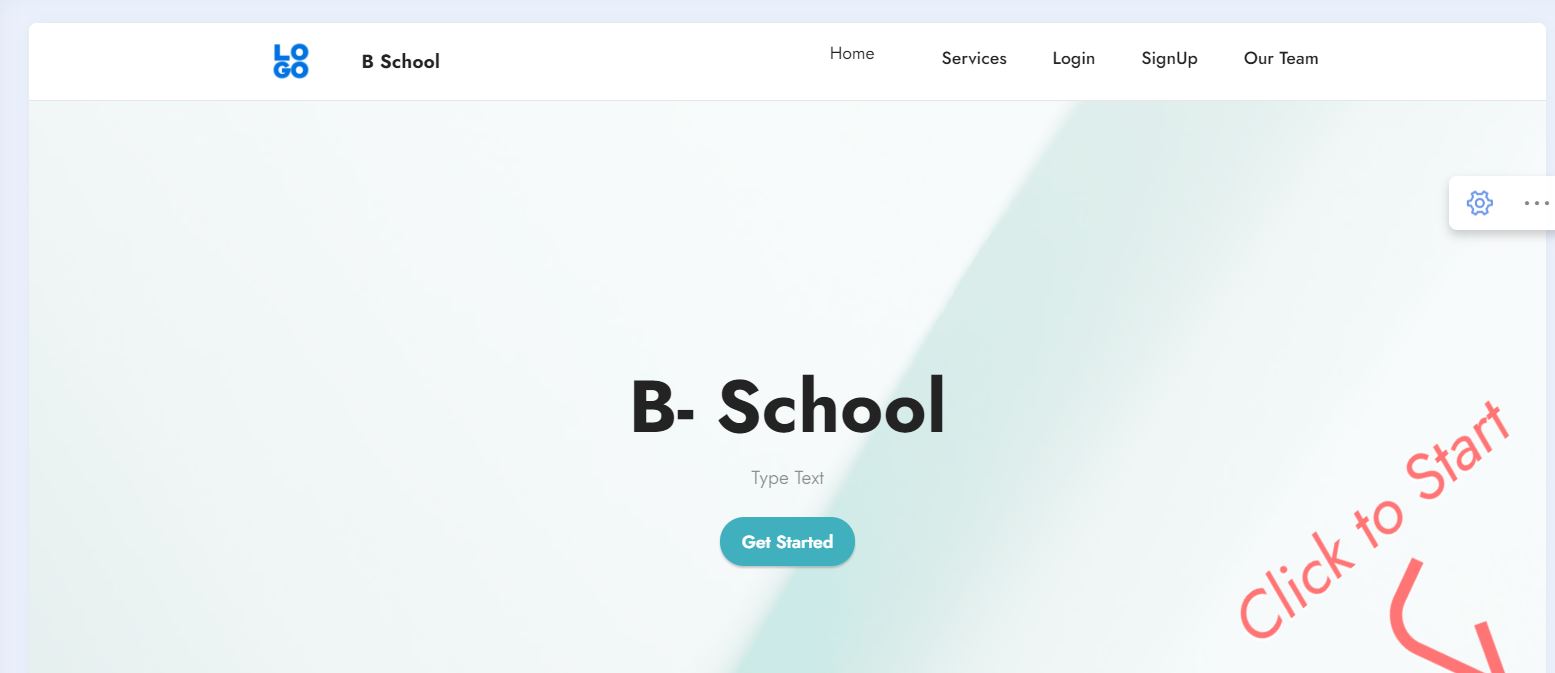 LO
GO
B School
Home Services Login SignUp Our Team
B- School
Type Text
Get Started
Click to Start